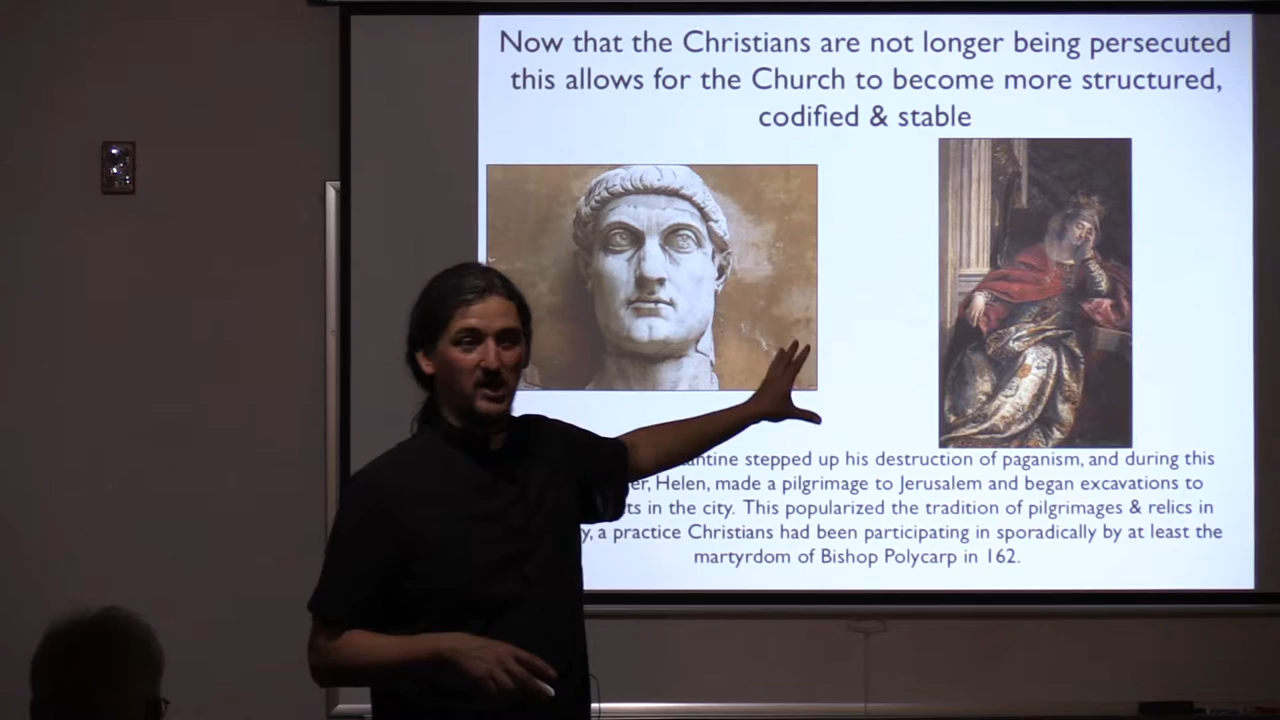 Now that the Christians are not longer being persecuted
this allows for the Church to become more structured,
codified & stable
stepped up his destruction of paganism, and during this
Helen, made a pilgrimage to Jerusalem and began excavations to
in the city. This popularized the tradition of pilgrimages & relics in
a practice Christians had been participating in sporadically by at least the
martyrdom of Bishop Polycarp in 162.